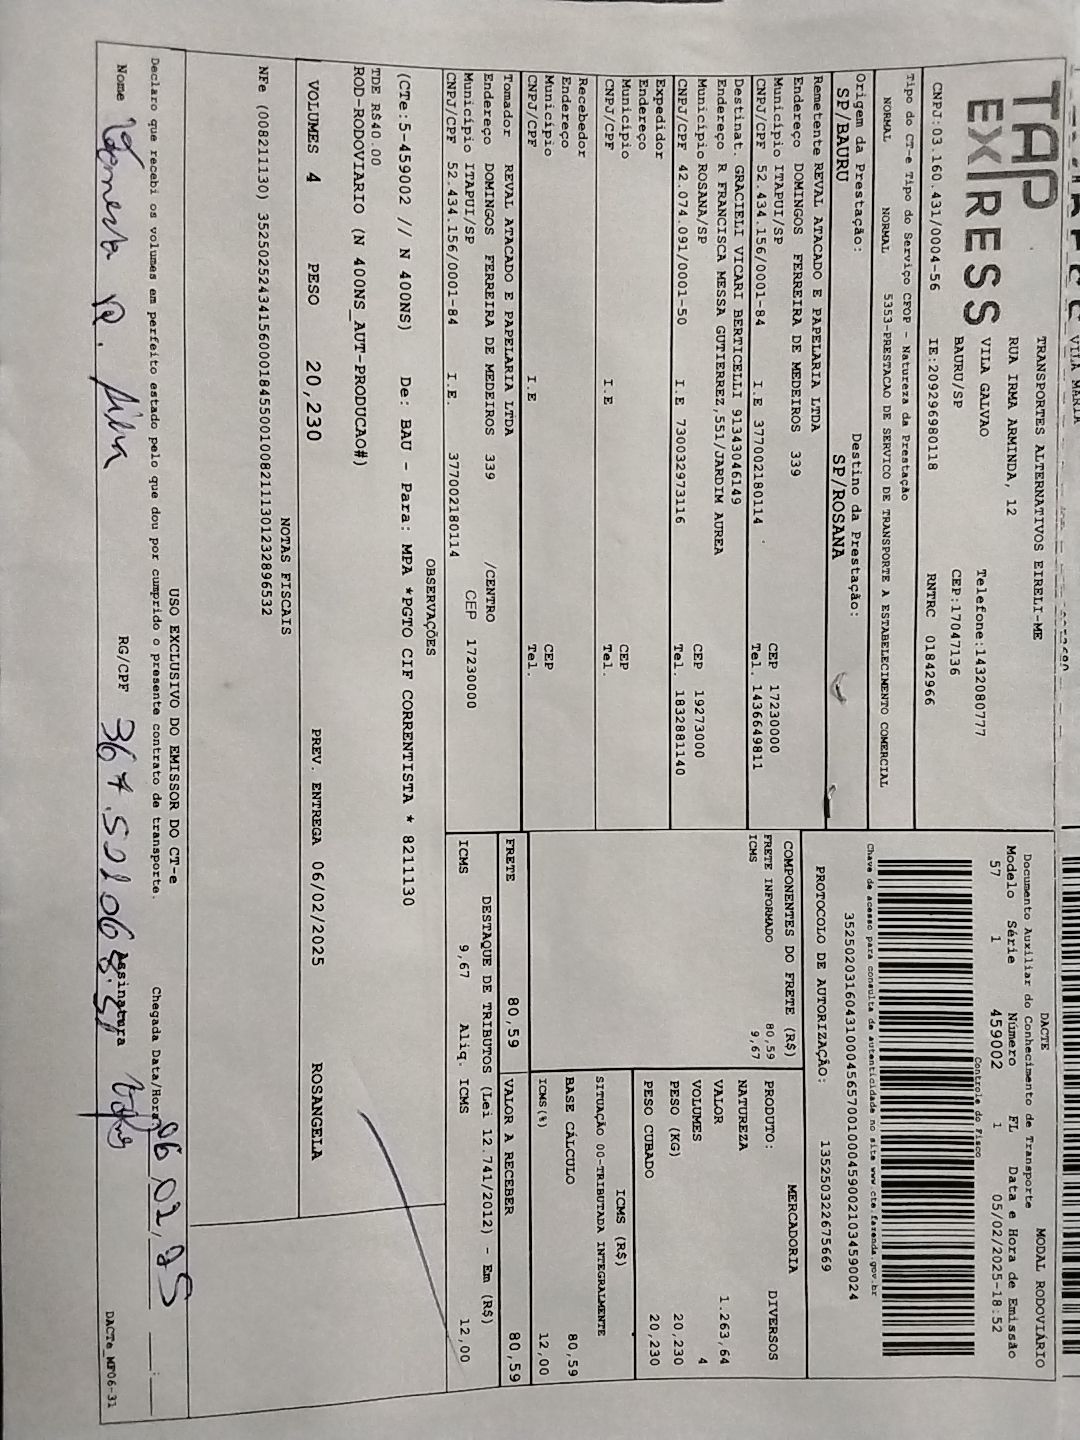 TAP
EXPRESS
TRANSPORTES ALTERNATIVOS EIRELI-ME
RUA IRMA ARMINDA, 12
VILA GALVAO Telefone:1432080777
BAURU/SP CEP:17047136
CNPJ:03.160.431/0004-56 IE:209296980118 RNTRC 01842966
DACTE MODAL RODOVIÁRIO
Documento Auxiliar do Conhecimento de Transporte
Modelo Série Número FL Data e Hora de Emissão
57 1 459002 1 05/02/2025-18:52
Controle do Fisco
Chave de acesso para consulta de autenticidade no site www.cte.fazenda.gov.br
35250203160431000456570010004590021034590024
PROTOCOLO DE AUTORIZAÇÃO: 135250322675669
Tipo do CT-e Tipo do Serviço CFOP - Natureza da Prestação
NORMAL NORMAL 5353-PRESTACAO DE SERVICO DE TRANSPORTE A ESTABELECIMENTO COMERCIAL
Origem da Prestação: Destino da Prestação:
SP/BAURU SP/ROSANA
Remetente REVAL ATACADO E PAPELARIA LTDA
Endereço DOMINGOS FERREIRA DE MEDEIROS 339
Município ITAPUI/SP CEP 17230000
CNPJ/CPF 52.434.156/0001-84 I.E 377002180114 Tel. 1436649811
Destinat. GRACIELI VICARI BERTICELLI 91343046149
Endereço R FRANCISCA MESSA GUTIERREZ,551/JARDIM AUREA
Município ROSANA/SP CEP 19273000
CNPJ/CPF 42.074.091/0001-50 I.E 730032973116 Tel. 1832881140
Expedidor
Endereço
Município CEP
CNPJ/CPF I.E Tel.
Recebedor
Endereço
Município CEP
CNPJ/CPF I.E Tel.
Tomador REVAL ATACADO E PAPELARIA LTDA
Endereço DOMINGOS FERREIRA DE MEDEIROS 339 /CENTRO
Município ITAPUI/SP CEP 17230000
CNPJ/CPF 52.434.156/0001-84 I.E. 377002180114
COMPONENTES DO FRETE (R$)
FRETE INFORMADO 80,59
ICMS 9,67
MERCADORIA
PRODUTO: DIVERSOS
NATUREZA
VALOR 1.263,64
VOLUMES 4
PESO (KG) 20,230
PESO CUBADO 20,230
ICMS (R$)
SITUAÇÃO 00-TRIBUTADA INTEGRALMENTE
BASE CÁLCULO 80,59
ICMS(%) 12,00
FRETE 80,59 VALOR A RECEBER 80,59
DESTAQUE DE TRIBUTOS (Lei 12.741/2012) - Em (R$)
ICMS 9,67 Aliq. ICMS 12,00
OBSERVAÇÕES
(CTe:5-459002 // N 400NS) De: BAU - Para: MPA *PGTO CIF CORRENTISTA * 8211130
TDE R$40.00
ROD-RODOVIARIO (N 400NS_AUT-PRODUCAO#)
VOLUMES 4 PESO 20,230 PREV. ENTREGA 06/02/2025 ROSANGELA
NOTAS FISCAIS
NFe (008211130) 35250252434156000184550010082111301232896532
USO EXCLUSIVO DO EMISSOR DO CT-e
Declaro que recebi os volumes em perfeito estado pelo que dou por cumprido o presente contrato de transporte. Chegada Data/Hora 06/02/25 __:__
Nome R. Silva RG/CPF Assinatura
DACTe_MP06-31